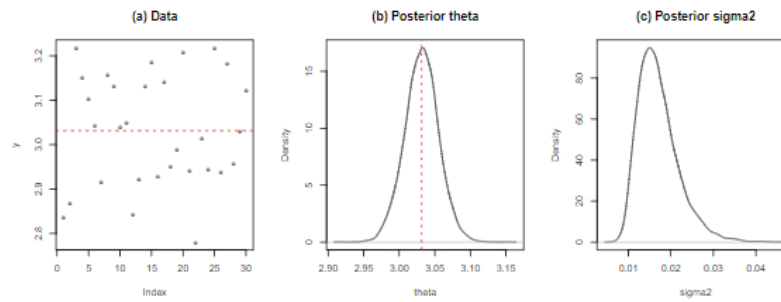 (a) Data
3.2
3.1
3.0
2.9
2.8
y
0 5 10 15 20 25 30
Index
(b) Posterior theta
15
10
5
0
Density
2.90 2.95 3.00 3.05 3.10 3.15
theta
(c) Posterior sigma2
80
60
40
20
0
Density
0.01 0.02 0.03 0.04
sigma2